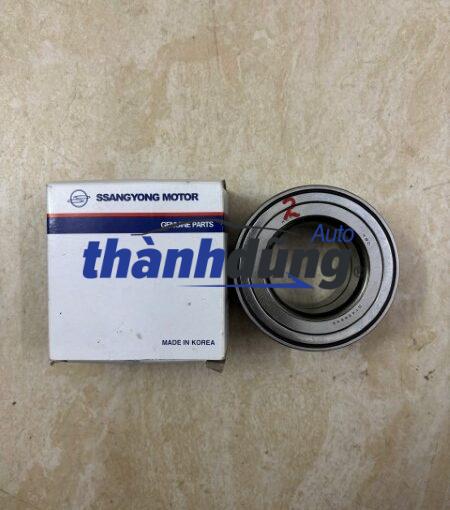 SSANGYONG MOTOR
GENUINE PARTS
2
Auto
thànhdũng
MADE IN KOREA